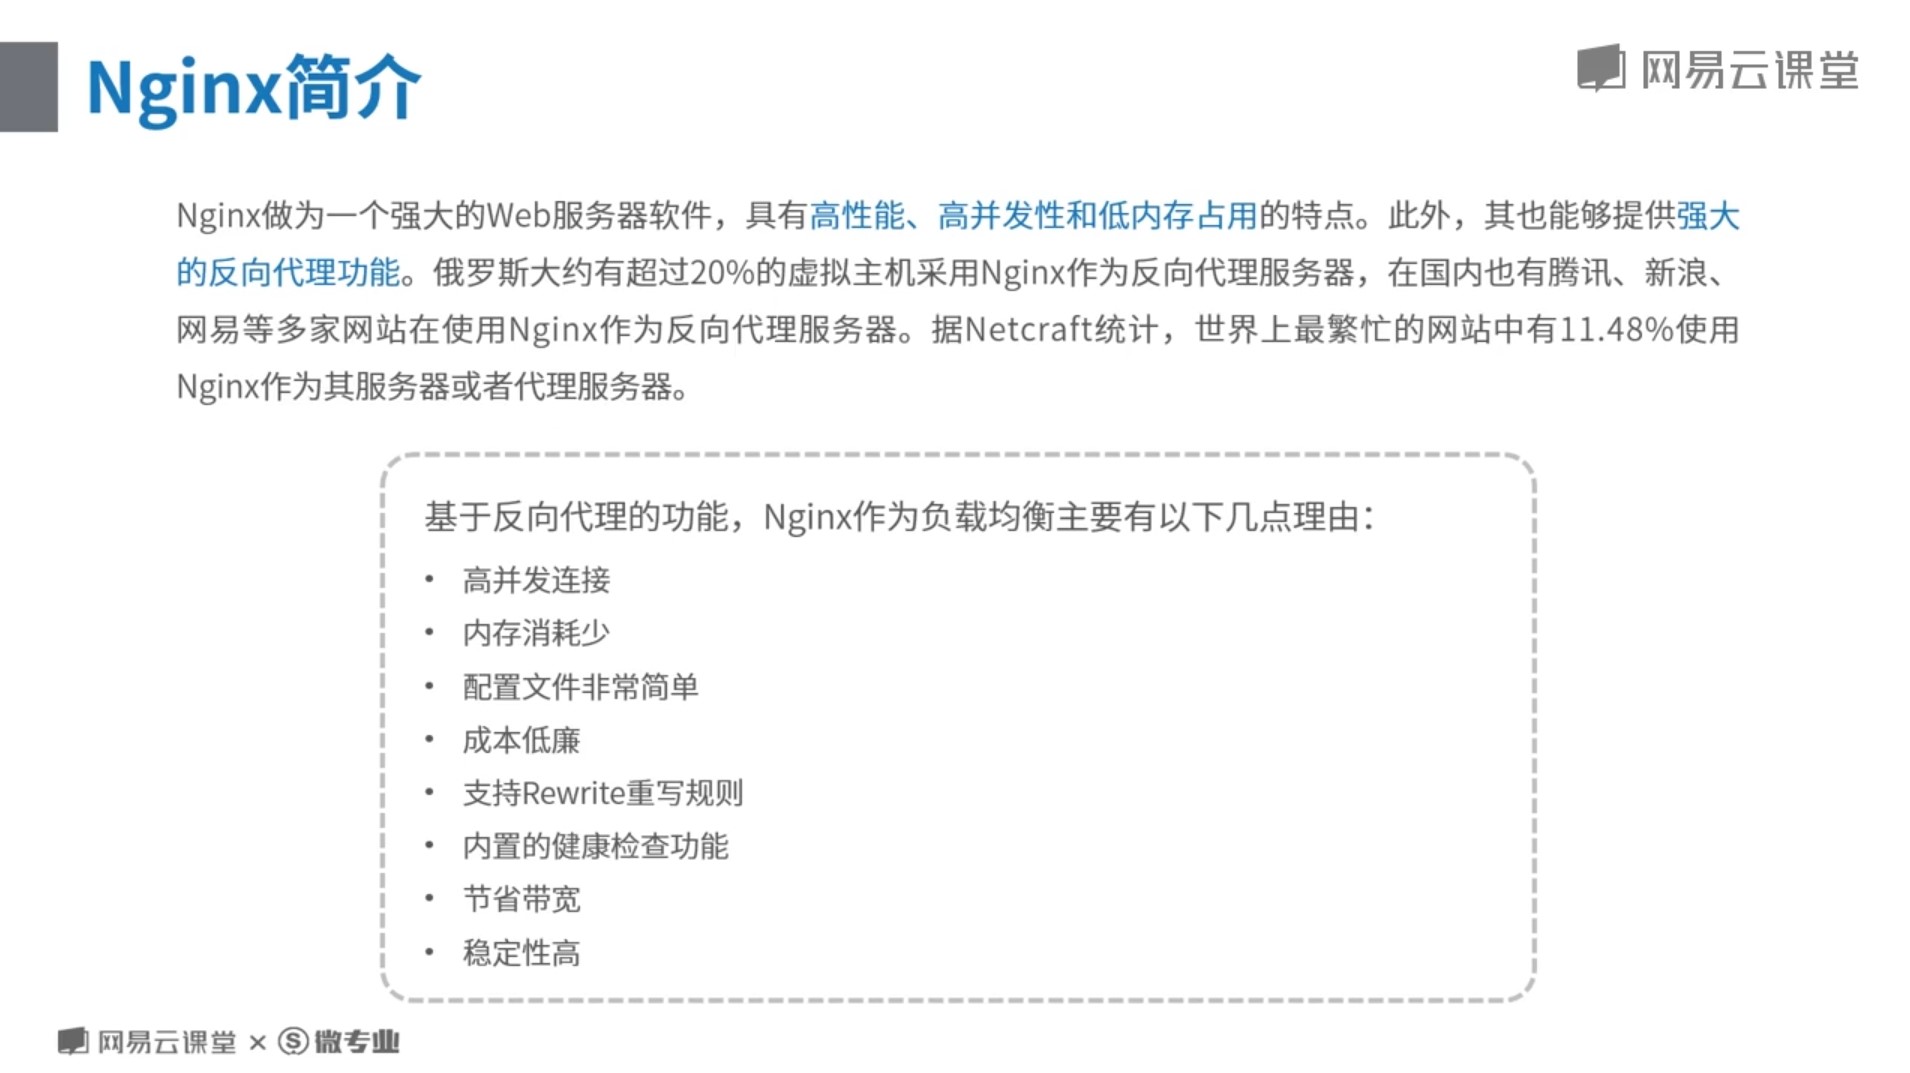 Nginx简介
网易云课堂
Nginx做为一个强大的Web服务器软件，具有高性能、高并发性和低内存占用的特点。此外，其也能够提供强大
的反向代理功能。俄罗斯大约有超过20%的虚拟主机采用Nginx作为反向代理服务器，在国内也有腾讯、新浪、
网易等多家网站在使用Nginx作为反向代理服务器。据Netcraft统计，世界上最繁忙的网站中有11.48%使用
Nginx作为其服务器或者代理服务器。
基于反向代理的功能，Nginx作为负载均衡主要有以下几点理由：
• 高并发连接
• 内存消耗少
• 配置文件非常简单
• 成本低廉
• 支持Rewrite重写规则
• 内置的健康检查功能
• 节省带宽
• 稳定性高
网易云课堂 × S 微专业